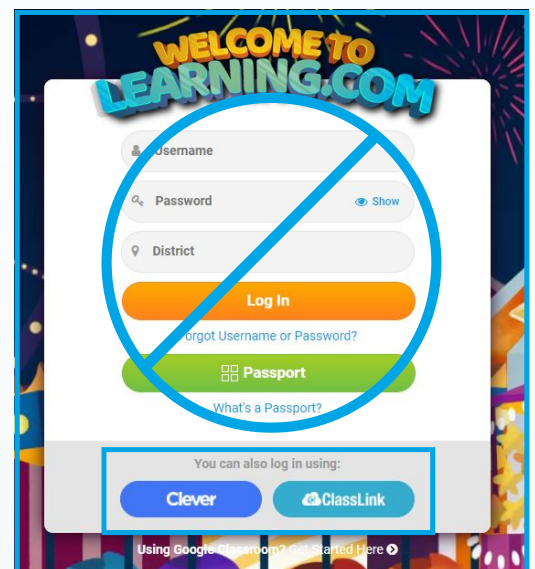 WELCOME TO
LEARNING.COM
Username
Password Show
District
Log In
Forgot Username or Password?
Passport
What's a Passport?
You can also log in using:
Clever ClassLink
Using Google Classroom? Get Started Here